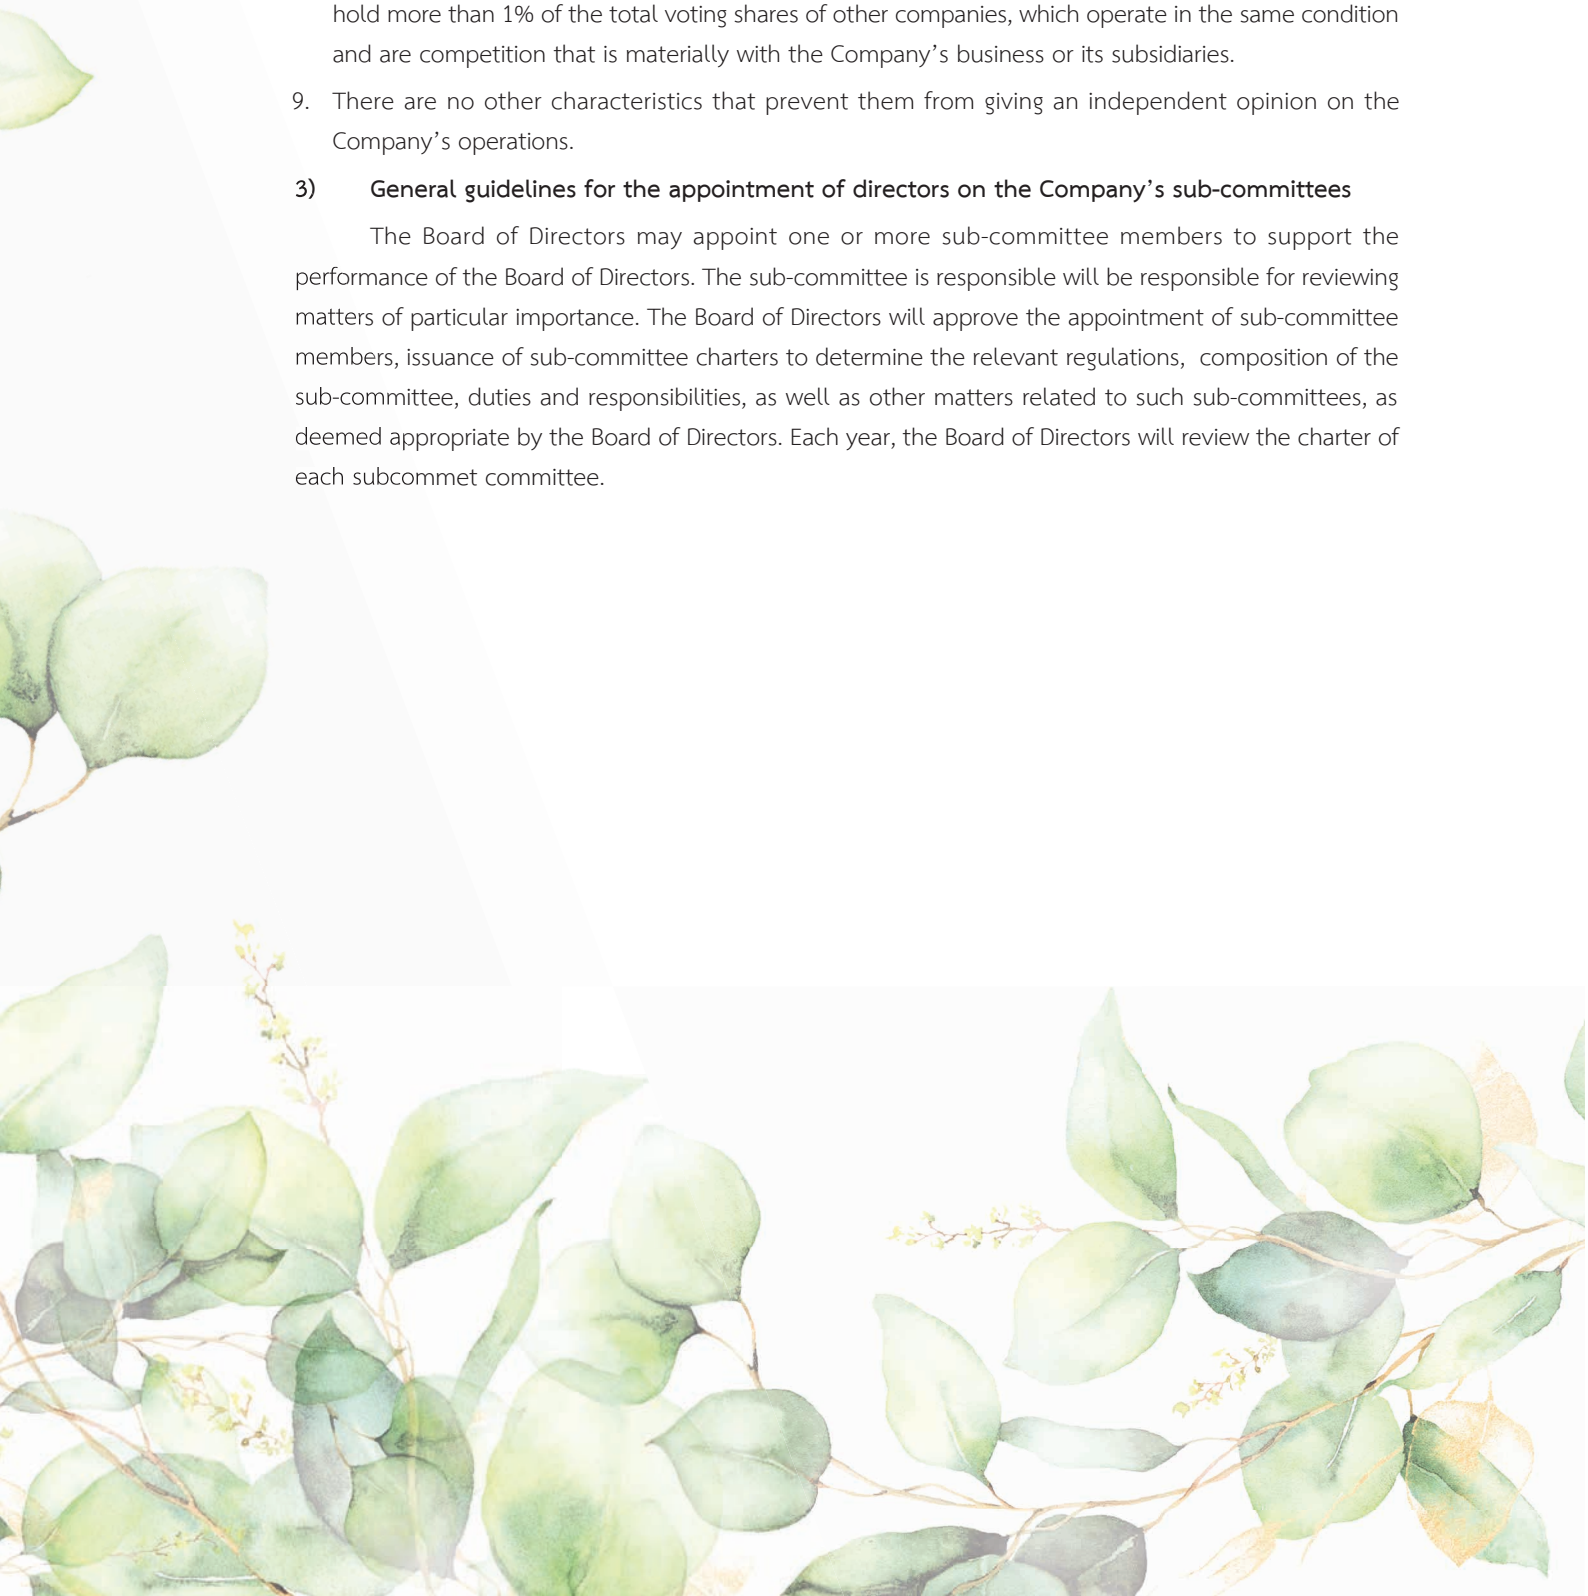 hold more than 1% of the total voting shares of other companies, which operate in the same condition
and are competition that is materially with the Company’s business or its subsidiaries.
9. There are no other characteristics that prevent them from giving an independent opinion on the
Company’s operations.
3) General guidelines for the appointment of directors on the Company’s sub-committees
The Board of Directors may appoint one or more sub-committee members to support the
performance of the Board of Directors. The sub-committee is responsible will be responsible for reviewing
matters of particular importance. The Board of Directors will approve the appointment of sub-committee
members, issuance of sub-committee charters to determine the relevant regulations, composition of the
sub-committee, duties and responsibilities, as well as other matters related to such sub-committees, as
deemed appropriate by the Board of Directors. Each year, the Board of Directors will review the charter of
each subcommet committee.